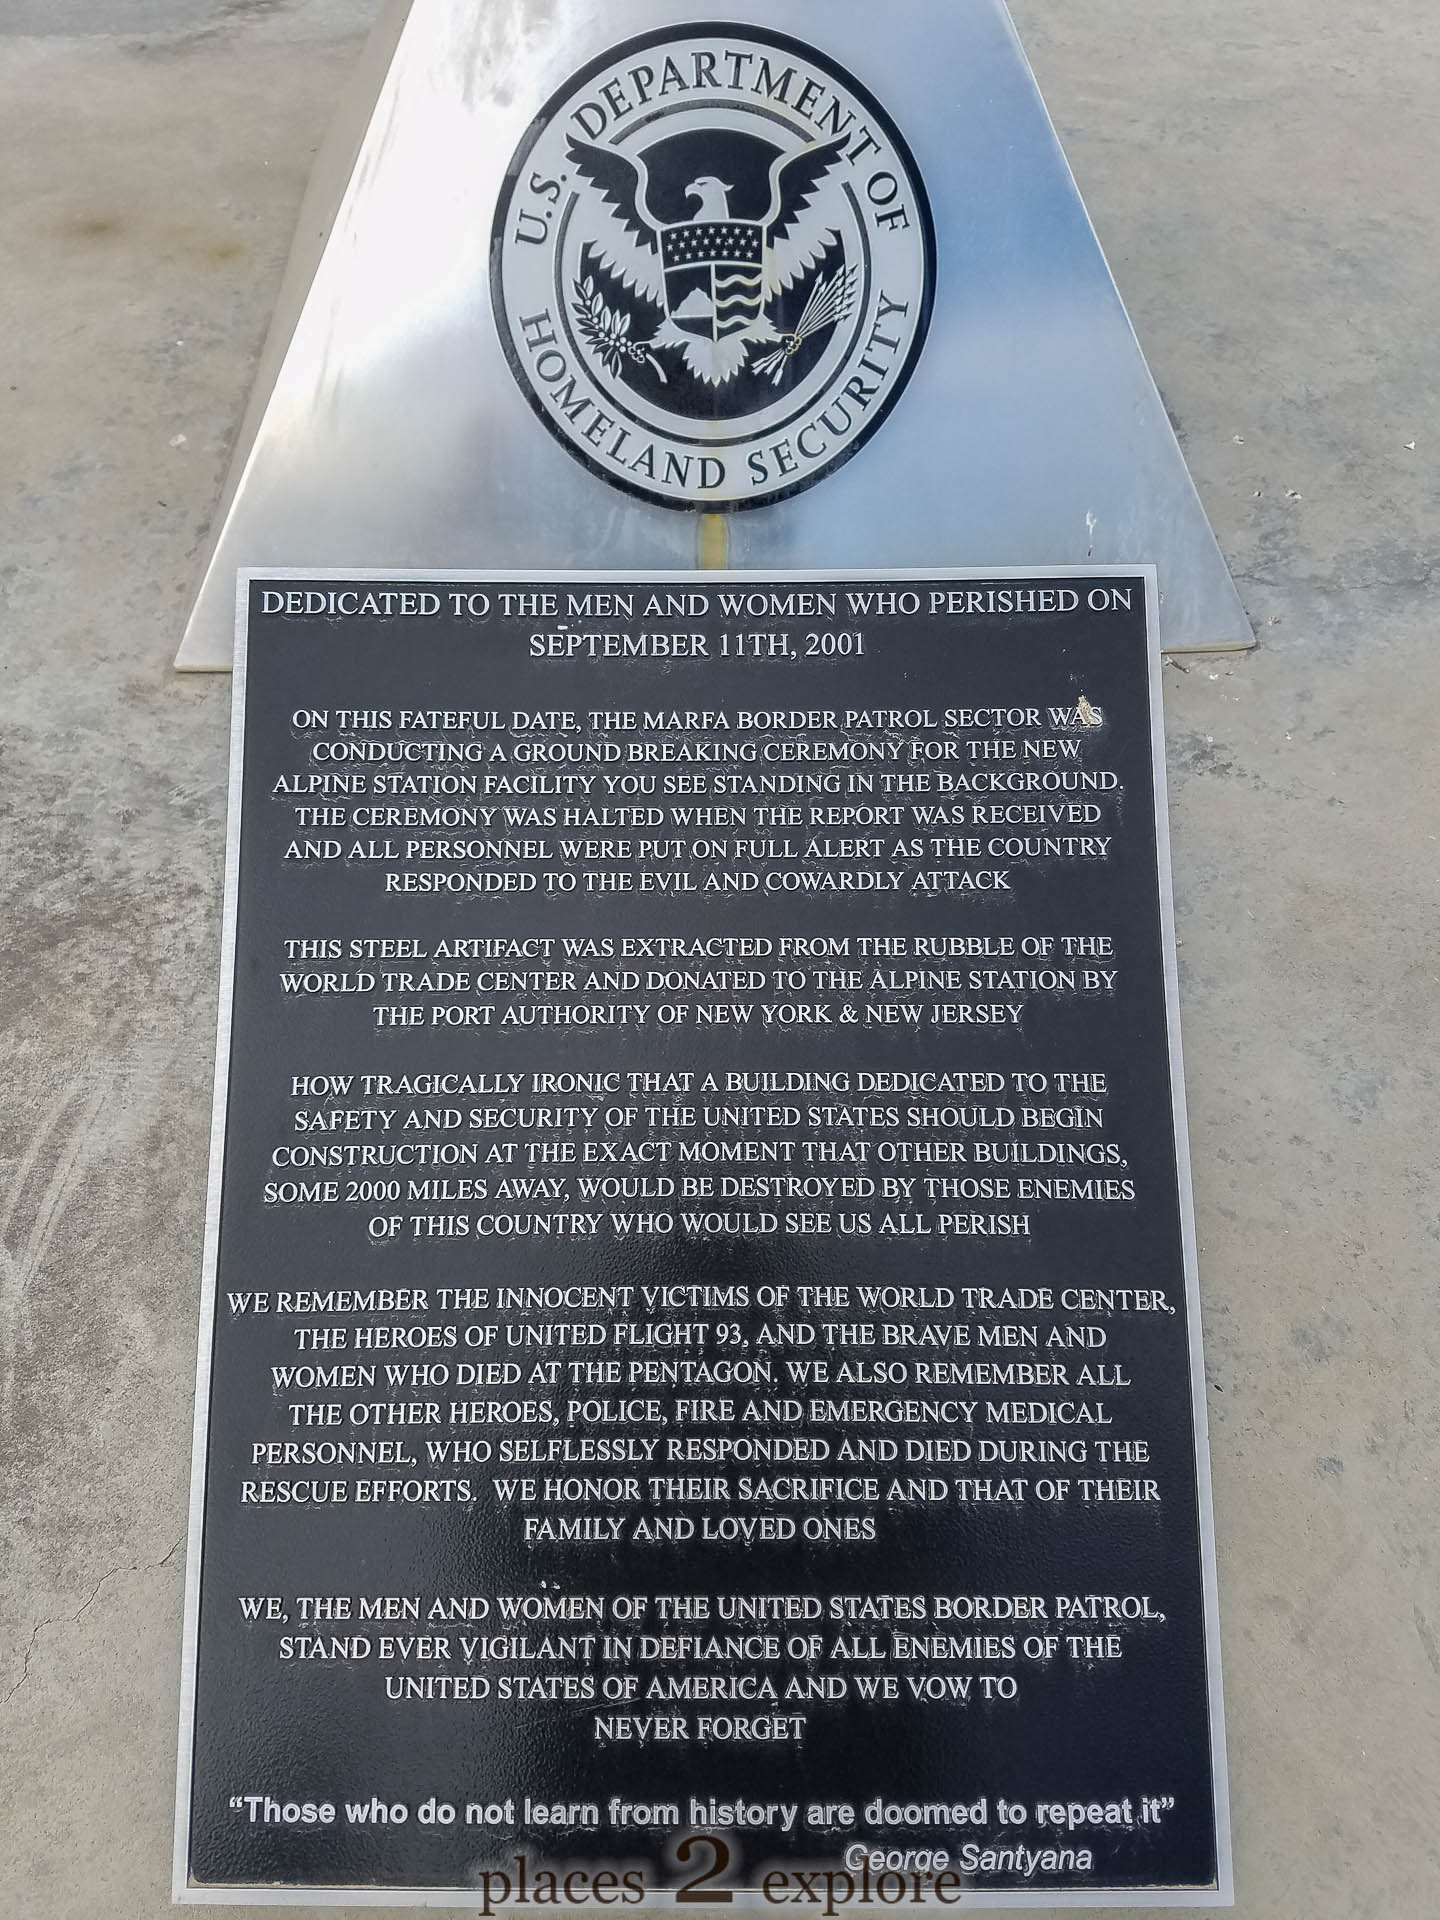 U.S. DEPARTMENT OF
HOMELAND SECURITY
DEDICATED TO THE MEN AND WOMEN WHO PERISHED ON
SEPTEMBER 11TH, 2001
ON THIS FATEFUL DATE, THE MARFA BORDER PATROL SECTOR WAS
CONDUCTING A GROUND BREAKING CEREMONY FOR THE NEW
ALPINE STATION FACILITY YOU SEE STANDING IN THE BACKGROUND.
THE CEREMONY WAS HALTED WHEN THE REPORT WAS RECEIVED
AND ALL PERSONNEL WERE PUT ON FULL ALERT AS THE COUNTRY
RESPONDED TO THE EVIL AND COWARDLY ATTACK
THIS STEEL ARTIFACT WAS EXTRACTED FROM THE RUBBLE OF THE
WORLD TRADE CENTER AND DONATED TO THE ALPINE STATION BY
THE PORT AUTHORITY OF NEW YORK & NEW JERSEY
HOW TRAGICALLY IRONIC THAT A BUILDING DEDICATED TO THE
SAFETY AND SECURITY OF THE UNITED STATES SHOULD BEGIN
CONSTRUCTION AT THE EXACT MOMENT THAT OTHER BUILDINGS,
SOME 2000 MILES AWAY, WOULD BE DESTROYED BY THOSE ENEMIES
OF THIS COUNTRY WHO WOULD SEE US ALL PERISH
WE REMEMBER THE INNOCENT VICTIMS OF THE WORLD TRADE CENTER,
THE HEROES OF UNITED FLIGHT 93, AND THE BRAVE MEN AND
WOMEN WHO DIED AT THE PENTAGON. WE ALSO REMEMBER ALL
THE OTHER HEROES, POLICE, FIRE AND EMERGENCY MEDICAL
PERSONNEL, WHO SELFLESSLY RESPONDED AND DIED DURING THE
RESCUE EFFORTS. WE HONOR THEIR SACRIFICE AND THAT OF THEIR
FAMILY AND LOVED ONES
WE, THE MEN AND WOMEN OF THE UNITED STATES BORDER PATROL,
STAND EVER VIGILANT IN DEFIANCE OF ALL ENEMIES OF THE
UNITED STATES OF AMERICA AND WE VOW TO
NEVER FORGET
“Those who do not learn from history are doomed to repeat it”
George Santyana
places 2 explore